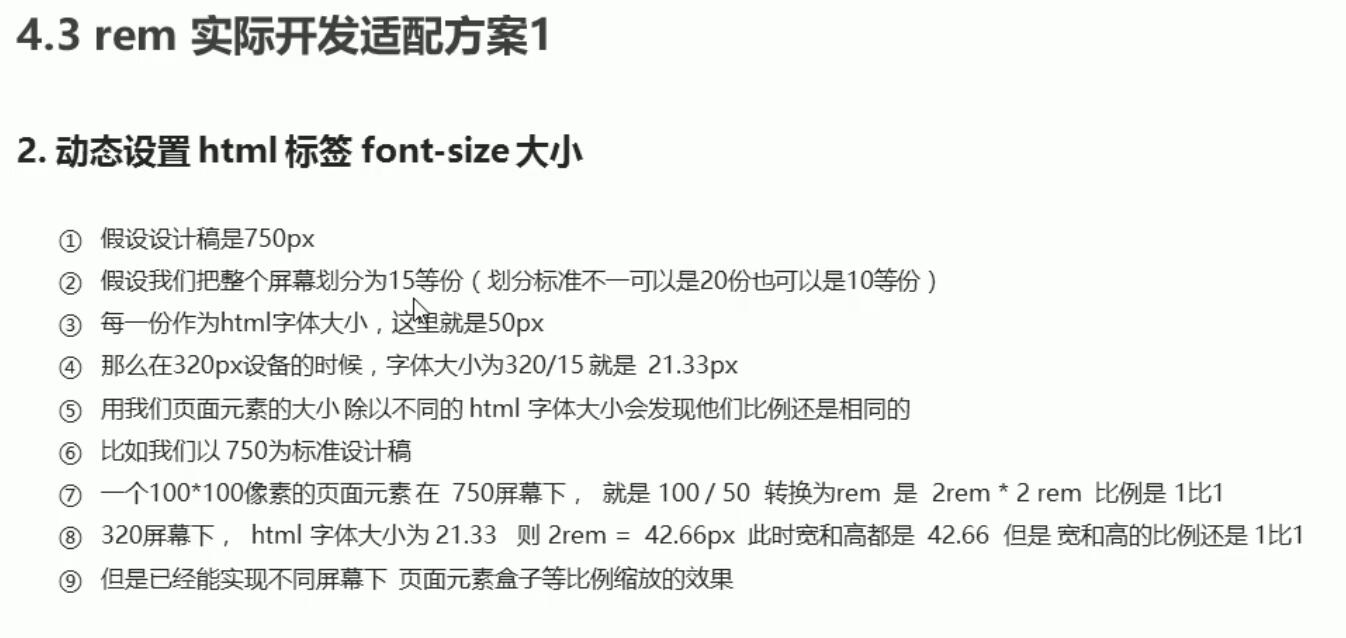 4.3 rem 实际开发适配方案1
2. 动态设置 html 标签 font-size 大小
① 假设设计稿是750px
② 假设我们把整个屏幕划分为15等份（划分标准不一可以是20份也可以是10等份）
③ 每一份作为html字体大小，这里就是50px
④ 那么在320px设备的时候，字体大小为320/15 就是 21.33px
⑤ 用我们页面元素的大小 除以不同的 html 字体大小会发现他们比例还是相同的
⑥ 比如我们以 750为标准设计稿
⑦ 一个100*100像素的页面元素 在 750屏幕下， 就是 100 / 50 转换为rem 是 2rem * 2 rem 比例是 1比1
⑧ 320屏幕下， html 字体大小为 21.33 则 2rem = 42.66px 此时宽和高都是 42.66 但是 宽和高的比例还是 1比1
⑨ 但是已经能实现不同屏幕下 页面元素盒子等比例缩放的效果